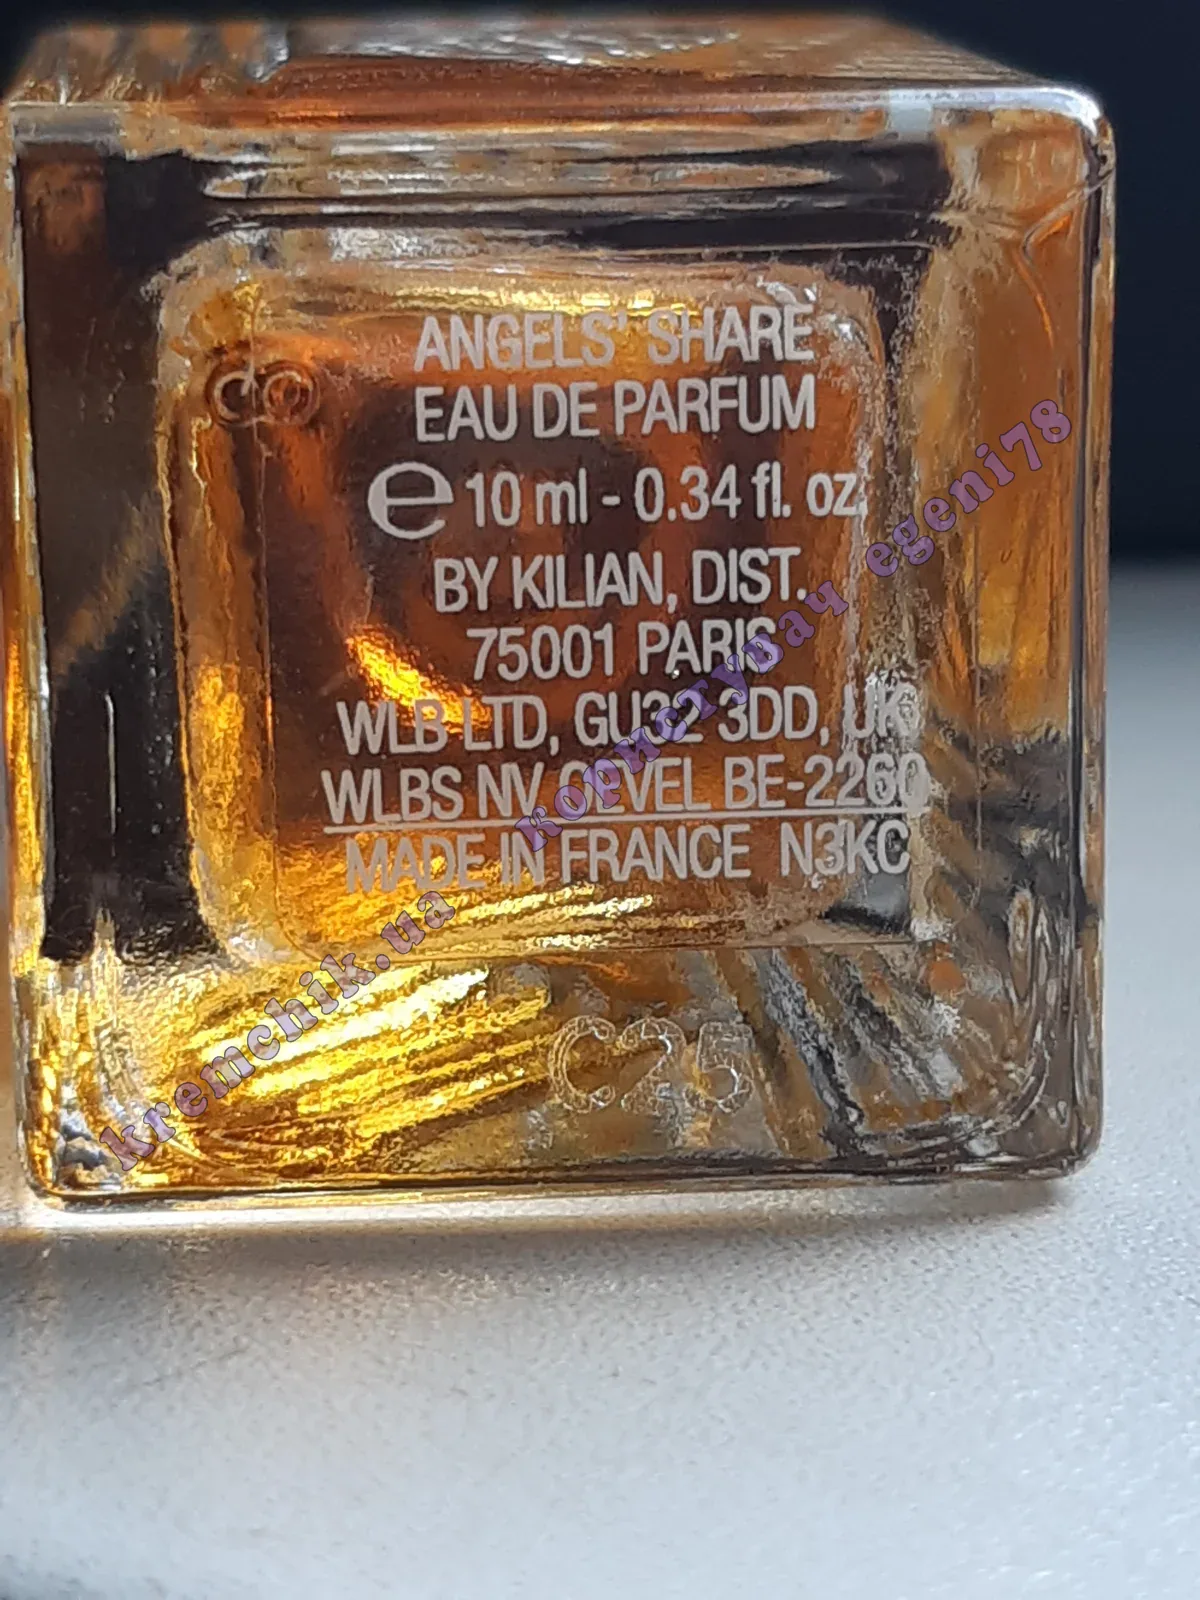 ANGELS' SHARE
EAU DE PARFUM
℮ 10 ml - 0.34 fl. oz.
BY KILIAN, DIST.
75001 PARIS
WLB LTD, GU32 3DD, UK
WLBS NV OEVEL BE-2260
MADE IN FRANCE N3KC
C25
kremchik.ua користувач egeni78